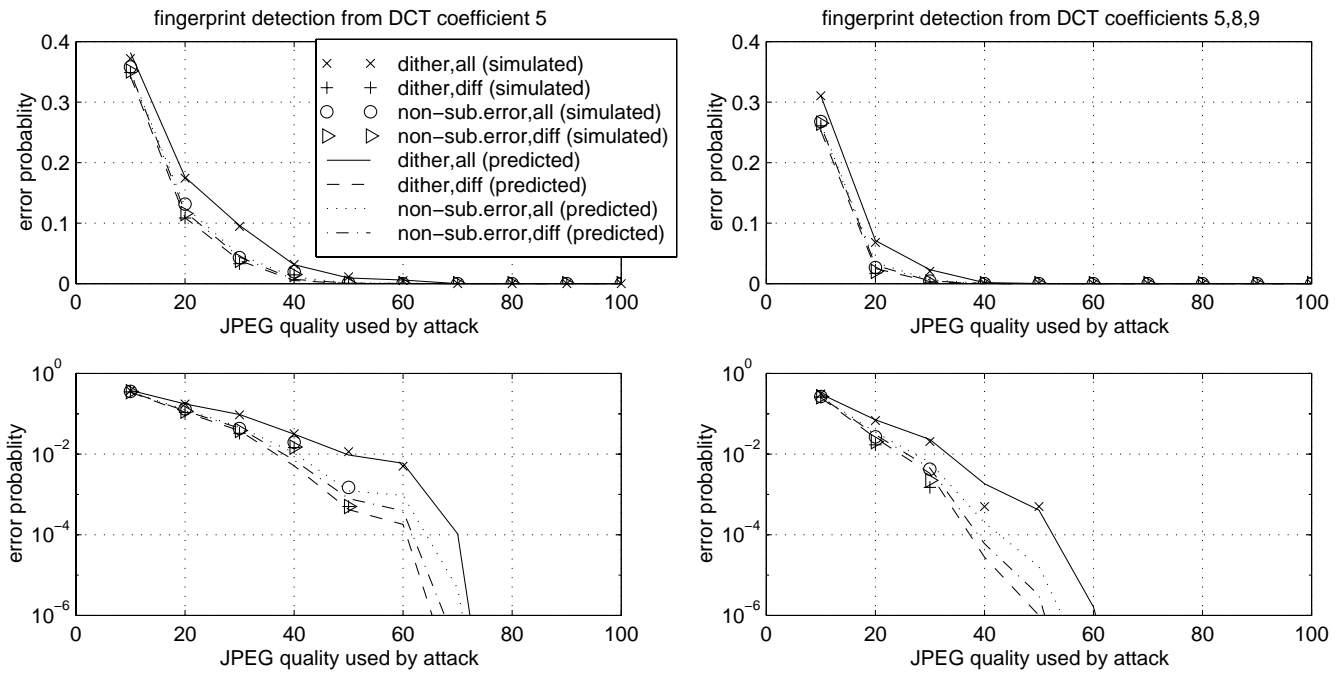 fingerprint detection from DCT coefficient 5
0.4
0.3
0.2
0.1
0
error probablity
0
20
40
60
80
100
JPEG quality used by attack
dither,all (simulated)
dither,diff (simulated)
non−sub.error,all (simulated)
non−sub.error,diff (simulated)
dither,all (predicted)
dither,diff (predicted)
non−sub.error,all (predicted)
non−sub.error,diff (predicted)
fingerprint detection from DCT coefficients 5,8,9
0.4
0.3
0.2
0.1
0
error probablity
0
20
40
60
80
100
JPEG quality used by attack
10^0
10^−2
10^−4
10^−6
error probablity
0
20
40
60
80
100
JPEG quality used by attack
10^0
10^−2
10^−4
10^−6
error probablity
0
20
40
60
80
100
JPEG quality used by attack